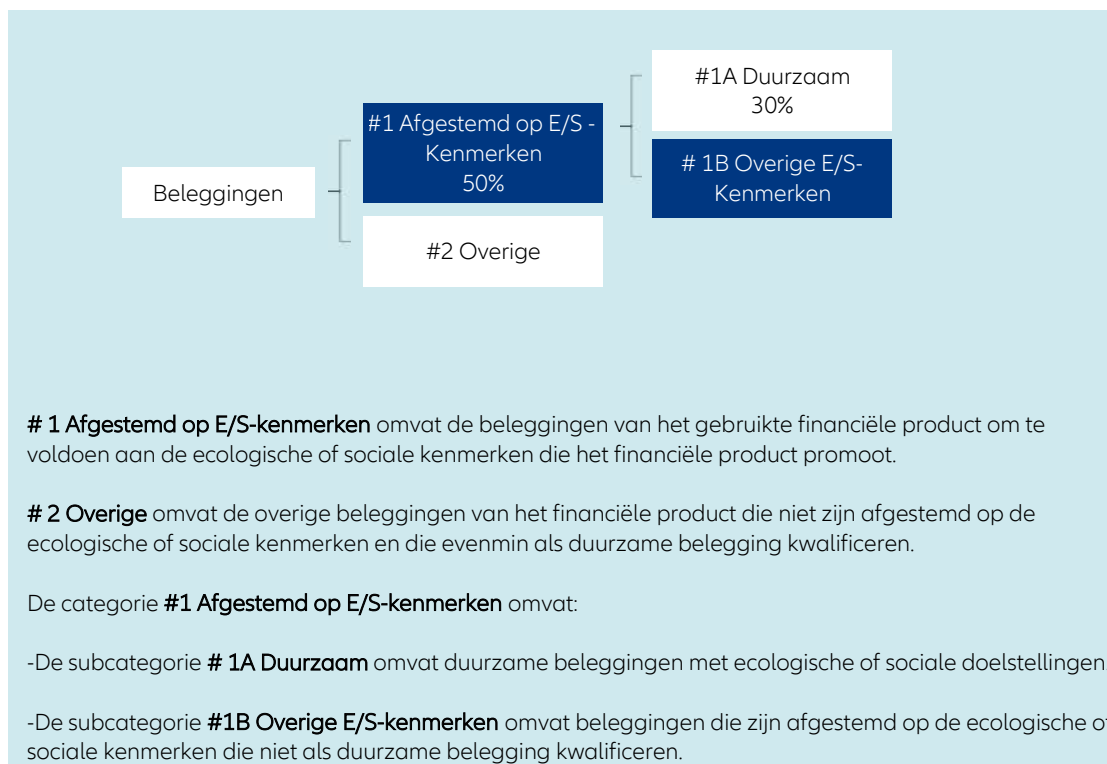 #1A Duurzaam
30%
#1 Afgestemd op E/S -
Kenmerken
50%
# 1B Overige E/S-
Kenmerken
Beleggingen
#2 Overige
# 1 Afgestemd op E/S-kenmerken omvat de beleggingen van het gebruikte financiële product om te
voldoen aan de ecologische of sociale kenmerken die het financiële product promoot.
# 2 Overige omvat de overige beleggingen van het financiële product die niet zijn afgestemd op de
ecologische of sociale kenmerken en die evenmin als duurzame belegging kwalificeren.
De categorie #1 Afgestemd op E/S-kenmerken omvat:
-De subcategorie # 1A Duurzaam omvat duurzame beleggingen met ecologische of sociale doelstellingen
-De subcategorie #1B Overige E/S-kenmerken omvat beleggingen die zijn afgestemd op de ecologische of
sociale kenmerken die niet als duurzame belegging kwalificeren.